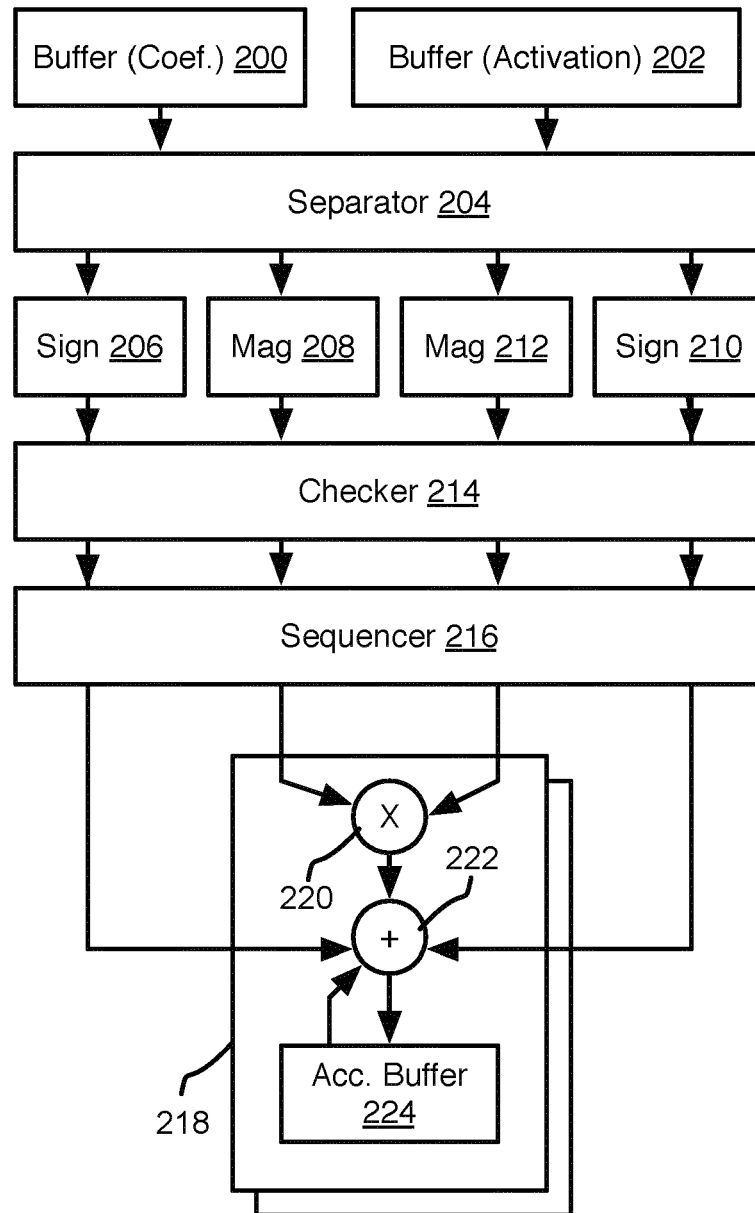 Buffer (Coef.) 200
Buffer (Activation) 202
Separator 204
Sign 206
Mag 208
Mag 212
Sign 210
Checker 214
Sequencer 216
X
220
222
+
Acc. Buffer
224
218